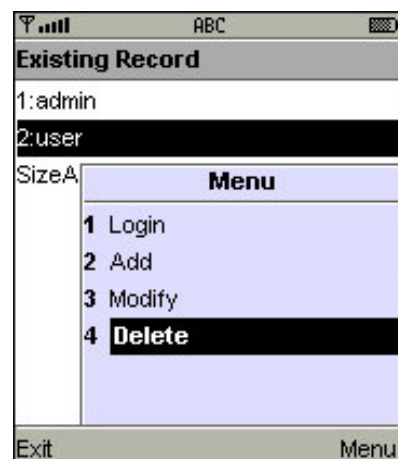 ABC
Existing Record
1:admin
2:user
SizeA
Menu
1 Login
2 Add
3 Modify
4 Delete
Exit Menu